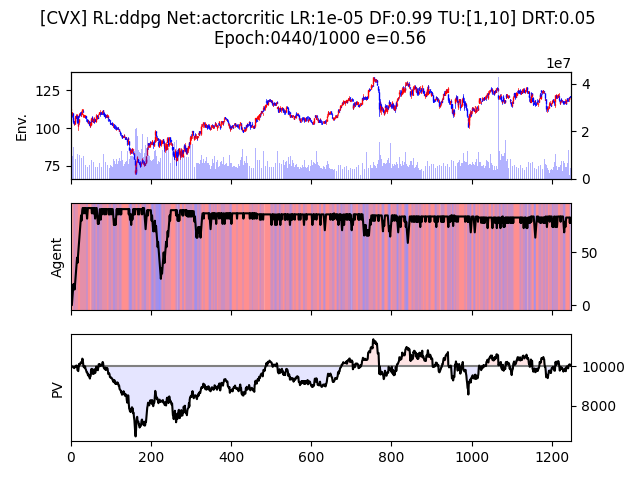 [CVX] RL:ddpg Net:actorcritic LR:1e-05 DF:0.99 TU:[1,10] DRT:0.05
Epoch:0440/1000 e=0.56
1e7
Env.
125
100
75
4
2
0
Agent
50
0
PV
10000
8000
0
200
400
600
800
1000
1200